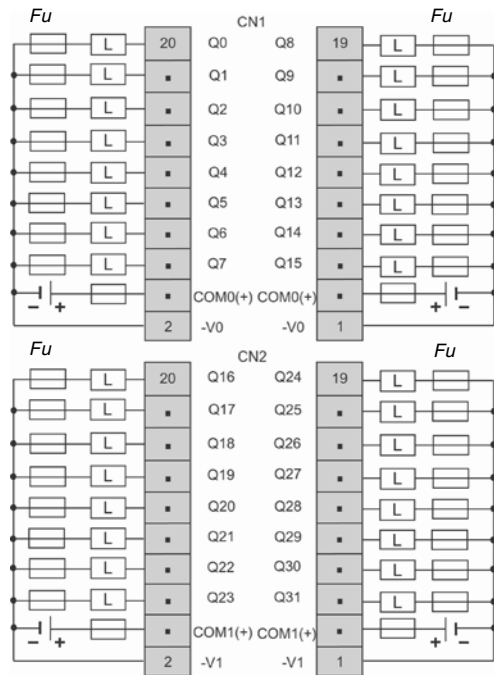 CN1
Fu Fu
L 20 Q0 Q8 19 L
L Q1 Q9 L
L Q2 Q10 L
L Q3 Q11 L
L Q4 Q12 L
L Q5 Q13 L
L Q6 Q14 L
L Q7 Q15 L
- + COM0(+) COM0(+) + -
2 -V0 -V0 1
CN2
Fu Fu
L 20 Q16 Q24 19 L
L Q17 Q25 L
L Q18 Q26 L
L Q19 Q27 L
L Q20 Q28 L
L Q21 Q29 L
L Q22 Q30 L
L Q23 Q31 L
- + COM1(+) COM1(+) + -
2 -V1 -V1 1